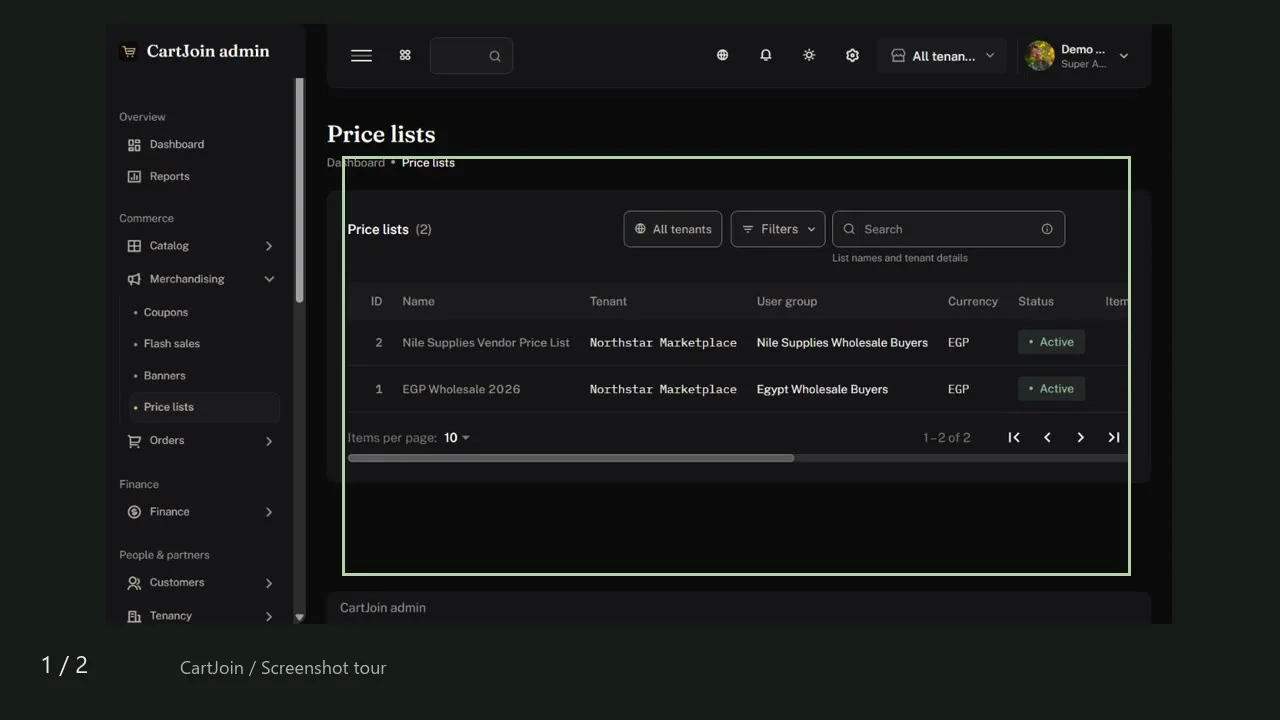 CartJoin admin
All tenan...
Demo ...
Super A...
Overview
Dashboard
Reports
Commerce
Catalog
Merchandising
Coupons
Flash sales
Banners
Price lists
Orders
Finance
Finance
People & partners
Customers
Tenancy
Price lists
Dashboard • Price lists
Price lists (2)
All tenants
Filters
Search
List names and tenant details
ID Name Tenant User group Currency Status Item
2 Nile Supplies Vendor Price List Northstar Marketplace Nile Supplies Wholesale Buyers EGP • Active
1 EGP Wholesale 2026 Northstar Marketplace Egypt Wholesale Buyers EGP • Active
Items per page: 10 1–2 of 2
CartJoin admin
1 / 2 CartJoin / Screenshot tour